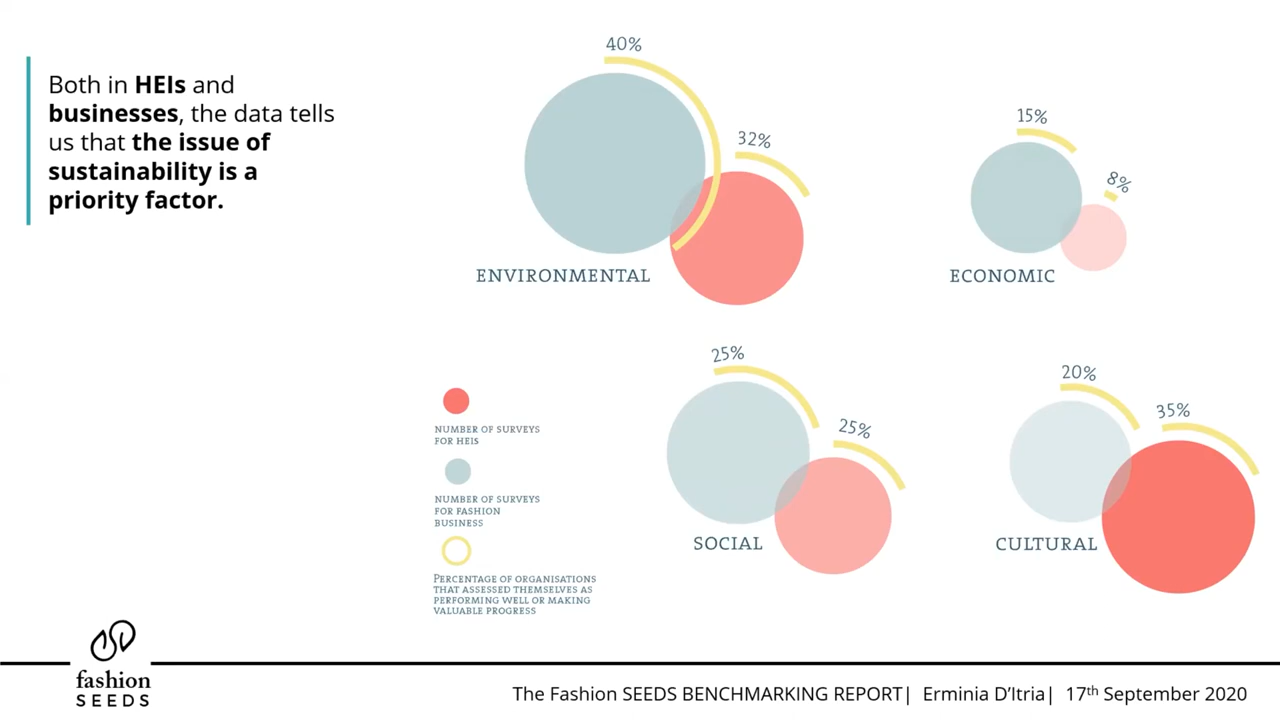 Both in HEIs and
businesses, the data tells
us that the issue of
sustainability is a
priority factor.
40%
32%
ENVIRONMENTAL
15%
8%
ECONOMIC
25%
25%
SOCIAL
20%
35%
CULTURAL
NUMBER OF SURVEYS
FOR HEIS
NUMBER OF SURVEYS
FOR FASHION
BUSINESS
PERCENTAGE OF ORGANISATIONS
THAT ASSESSED THEMSELVES AS
PERFORMING WELL OR MAKING
VALUABLE PROGRESS
fashion
SEEDS
The Fashion SEEDS BENCHMARKING REPORT| Erminia D’Itria| 17th September 2020